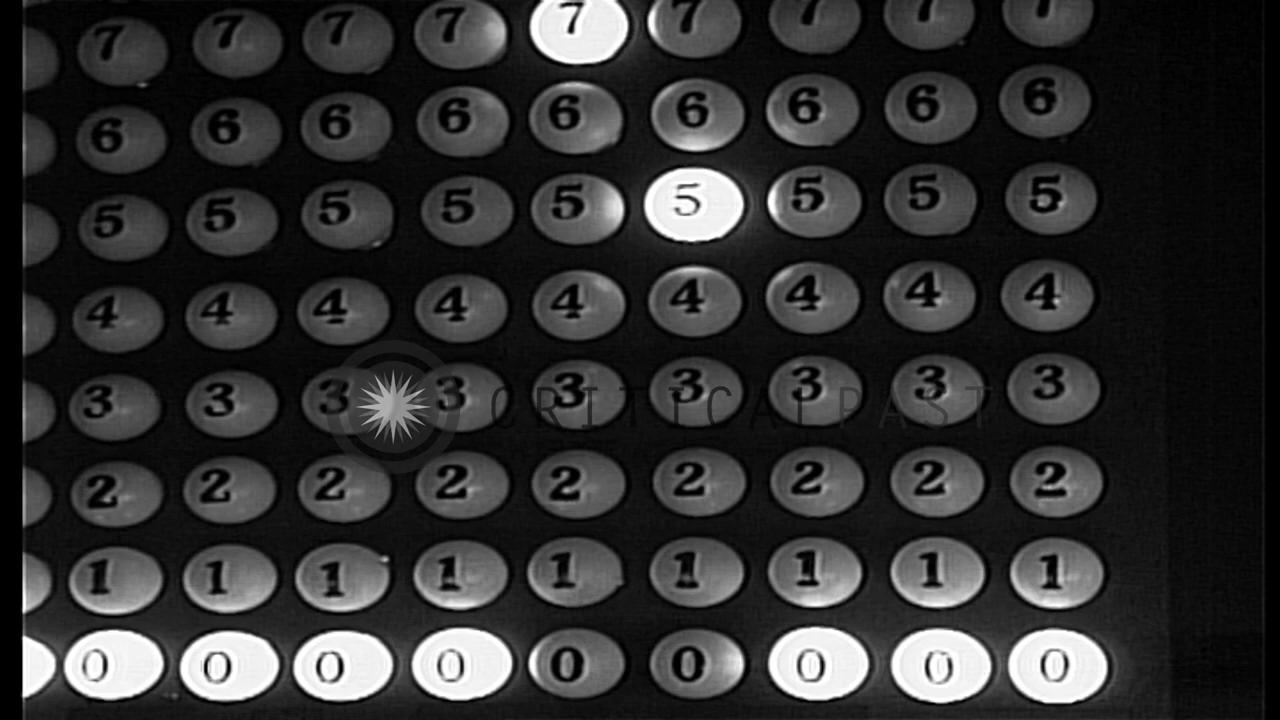 7 7 7 7 7 7 7 7 7
6 6 6 6 6 6 6 6 6
5 5 5 5 5 5 5 5 5
4 4 4 4 4 4 4 4 4
3 3 3 3 3 3 3 3 3
CRITICALPAST
2 2 2 2 2 2 2 2 2
1 1 1 1 1 1 1 1 1
0 0 0 0 0 0 0 0 0